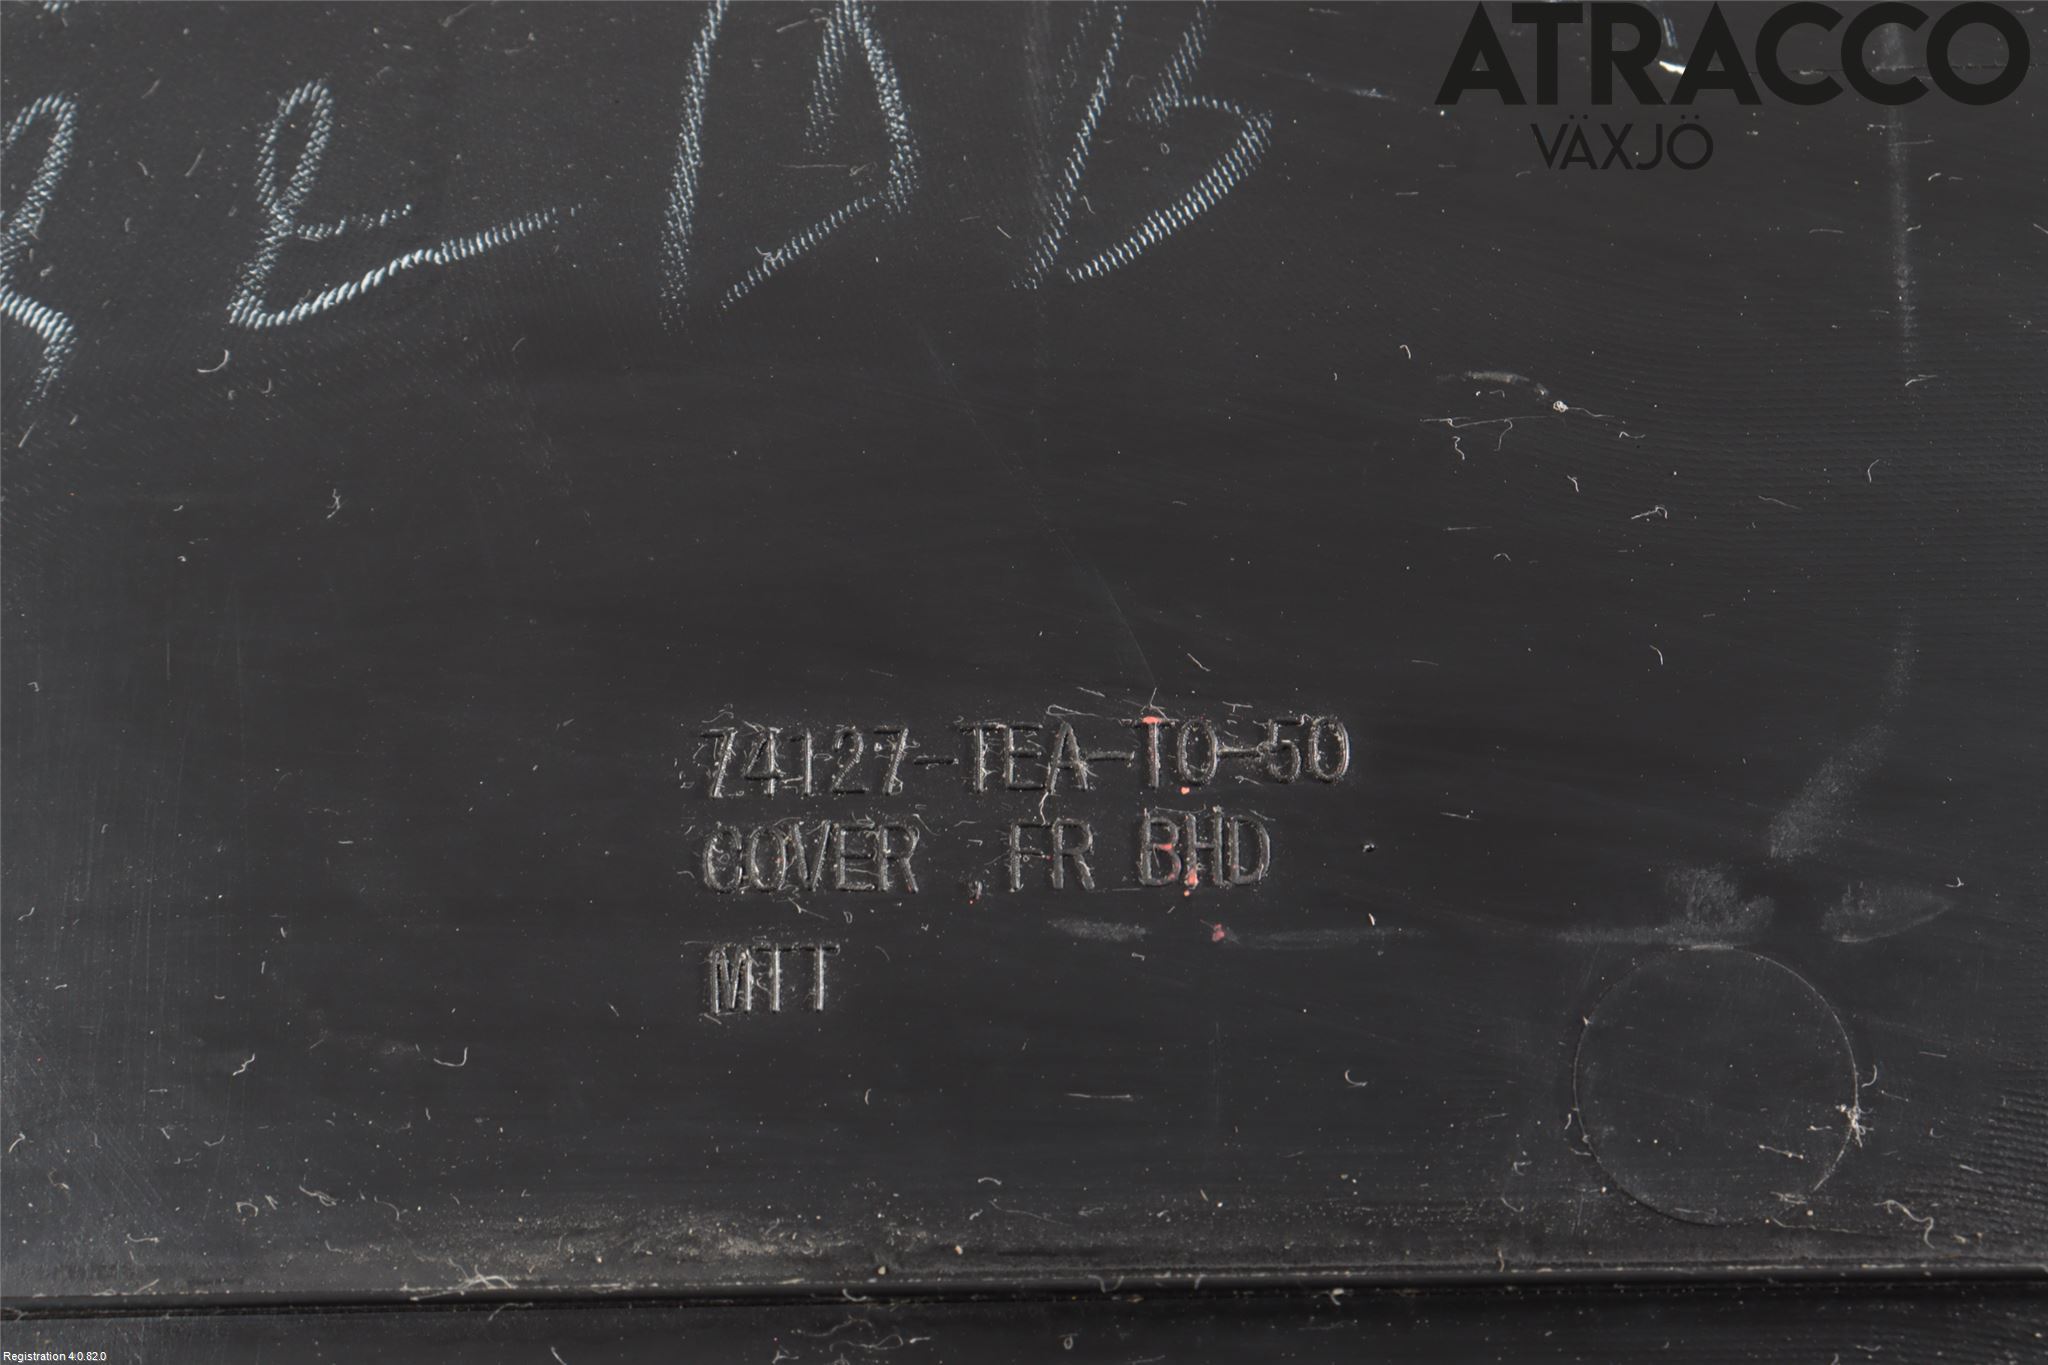 ATRACCO
VÄXJÖ
74127-TEA-T0-50
COVER , FR BHD
MTT
Registration 4.0.82.0